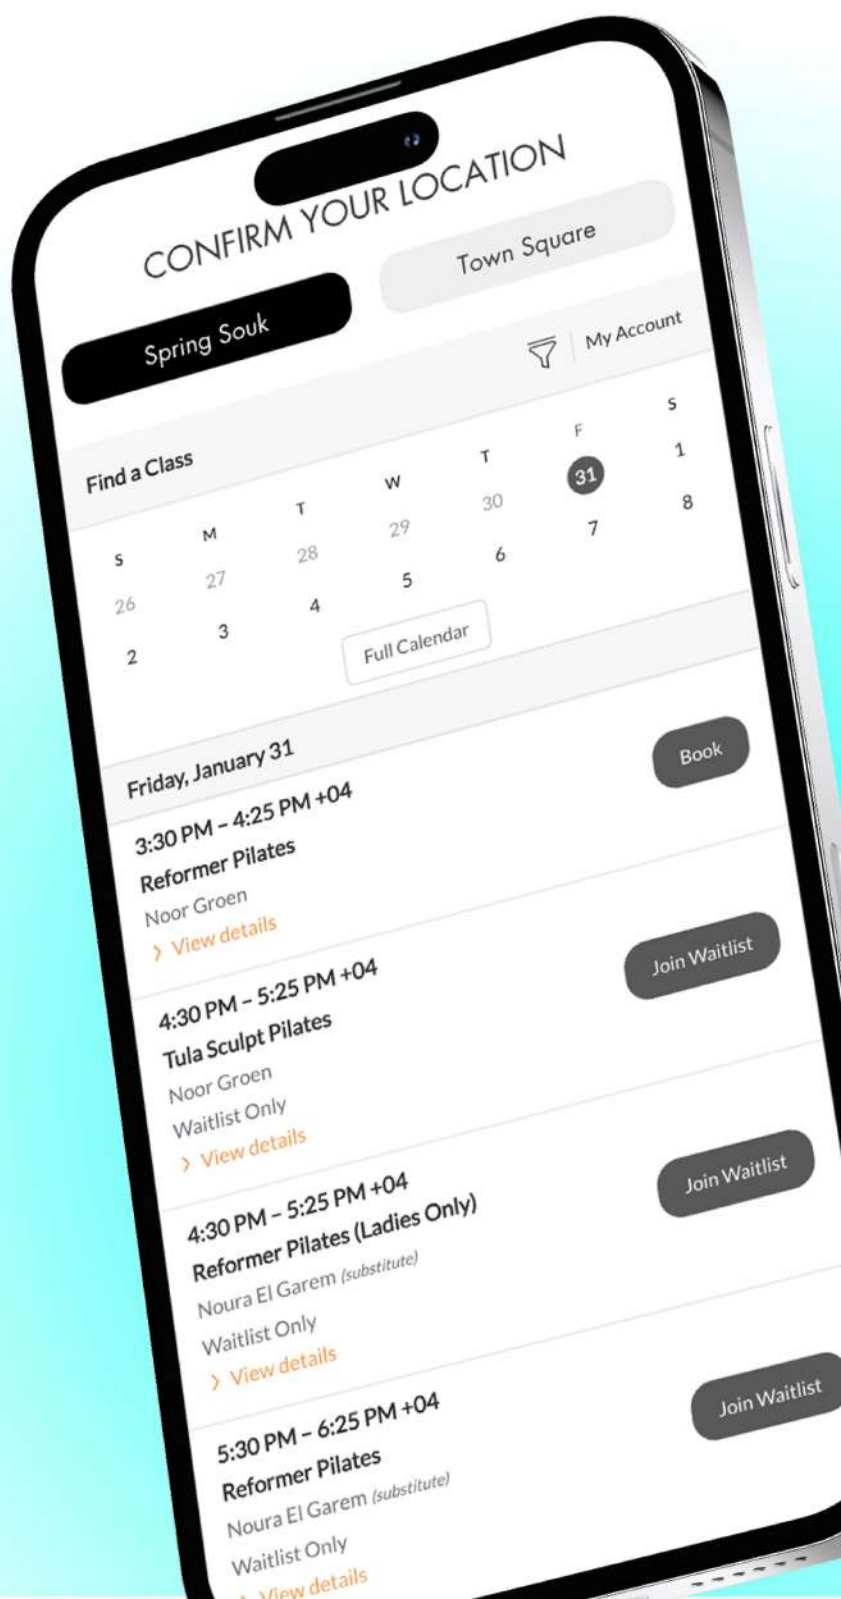 CONFIRM YOUR LOCATION
Spring Souk
Town Square
My Account
Find a Class
S M T W T F S
26 27 28 29 30 31 1
2 3 4 5 6 7 8
Full Calendar
Friday, January 31
3:30 PM – 4:25 PM +04
Book
Reformer Pilates
Noor Groen
View details
4:30 PM – 5:25 PM +04
Join Waitlist
Tula Sculpt Pilates
Noor Groen
Waitlist Only
View details
4:30 PM – 5:25 PM +04
Join Waitlist
Reformer Pilates (Ladies Only)
Noura El Garem (substitute)
Waitlist Only
View details
5:30 PM – 6:25 PM +04
Join Waitlist
Reformer Pilates
Noura El Garem (substitute)
Waitlist Only
View details